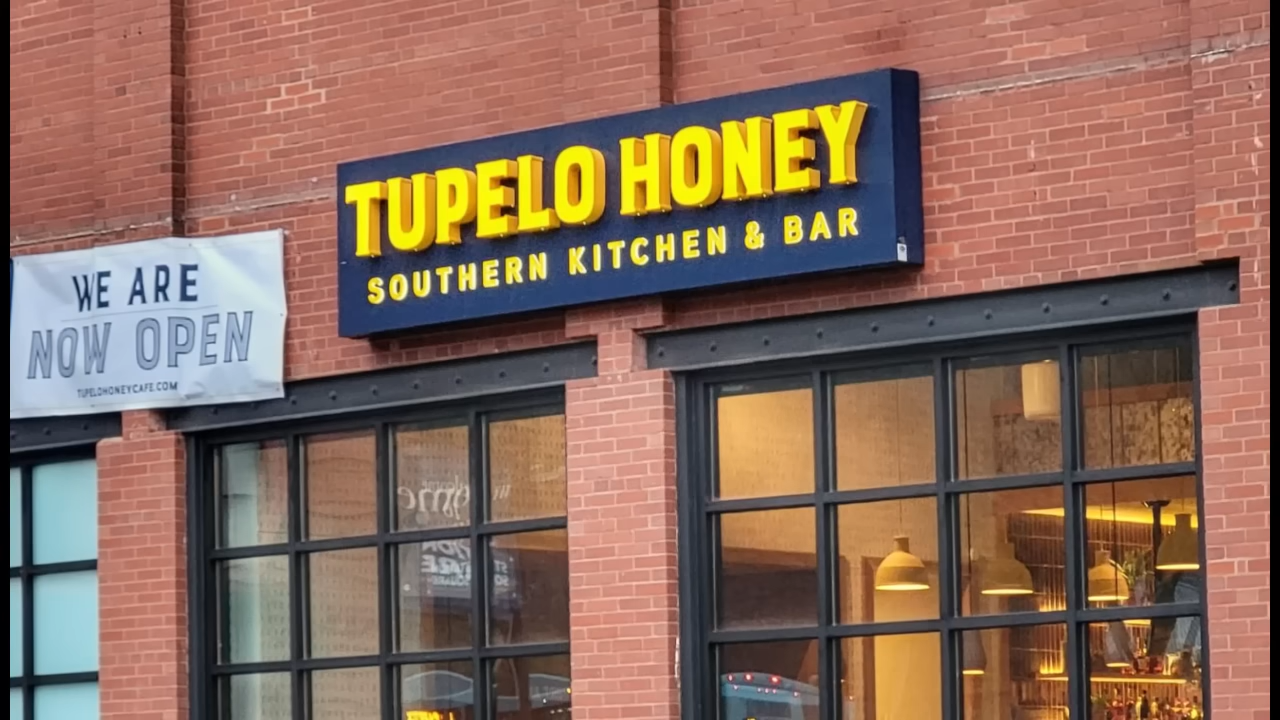 TUPELO HONEY
SOUTHERN KITCHEN & BAR
WE ARE
NOW OPEN
TUPELOHONEYCAFE.COM